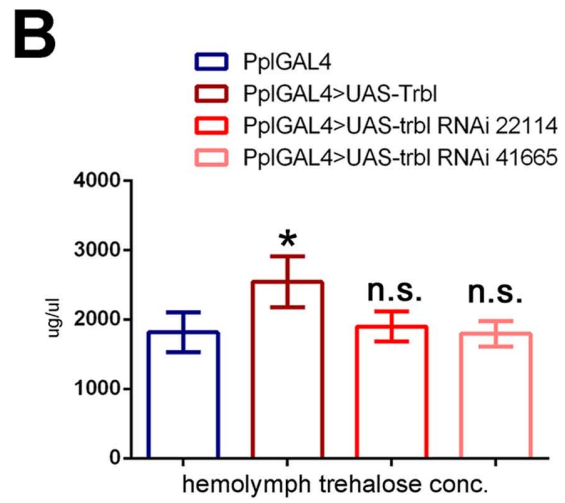 B
PplGAL4
PplGAL4>UAS-Trbl
PplGAL4>UAS-trbl RNAi 22114
PplGAL4>UAS-trbl RNAi 41665
4000
3000
2000
1000
0
ug/ul
*
n.s.
n.s.
hemolymph trehalose conc.